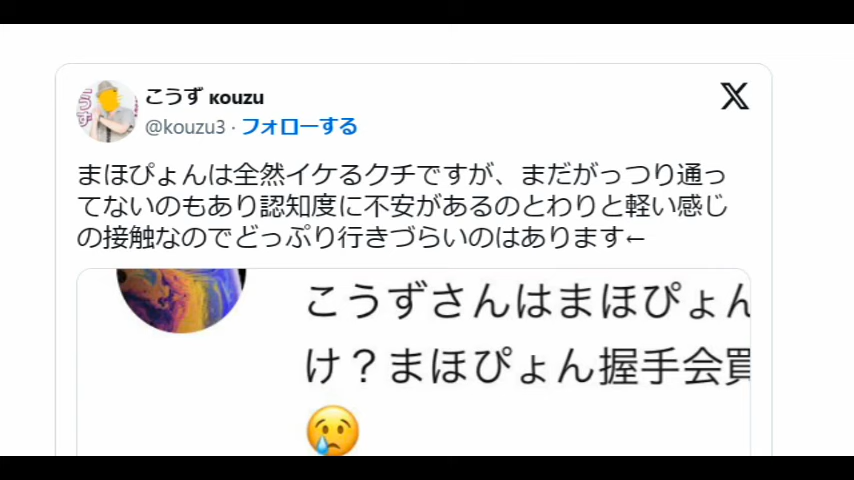 こうず ĸouzu
@kouzu3 · フォローする
まほぴょんは全然イケるクチですが、まだがっつり通っ
てないのもあり認知度に不安があるのとわりと軽い感じ
の接触なのでどっぷり行きづらいのはあります←
こうずさんはまほぴょん
け？まほぴょん握手会買